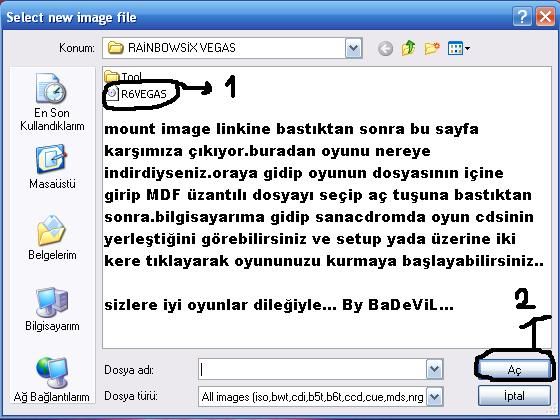 Select new image file
Konum: RAİNBOWSİX VEGAS
Tool
R6VEGAS 1
En Son
Kullandıklarım
Masaüstü
Belgelerim
Bilgisayarım
Ağ Bağlantılarım
mount image linkine bastıktan sonra bu sayfa
karşımıza çıkıyor.buradan oyunu nereye
indirdiyseniz.oraya gidip oyunun dosyasının içine
girip MDF üzantılı dosyayı seçip aç tuşuna bastıktan
sonra.bilgisayarıma gidip sanacdromda oyun cdsinin
yerleştiğini görebilirsiniz ve setup yada üzerine iki
kere tıklayarak oyununuzu kurmaya başlayabilirsiniz..
sizlere iyi oyunlar dileğiyle... By BaDeViL...
2
Dosya adı:
Aç
Dosya türü: All images (iso,bwt,cdi,b5t,b6t,ccd,cue,mds,nrg
İptal